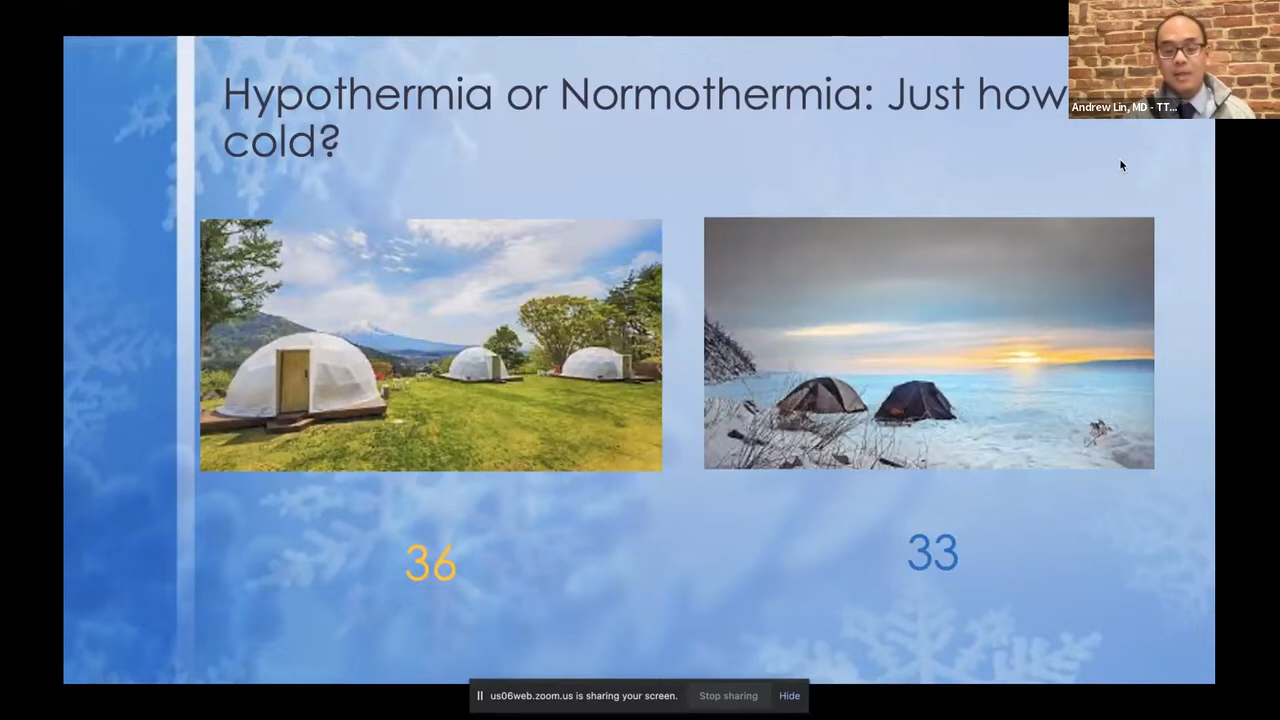 Hypothermia or Normothermia: Just how
cold?
Andrew Lin, MD - TT...
36
33
us06web.zoom.us is sharing your screen.
Stop sharing
Hide